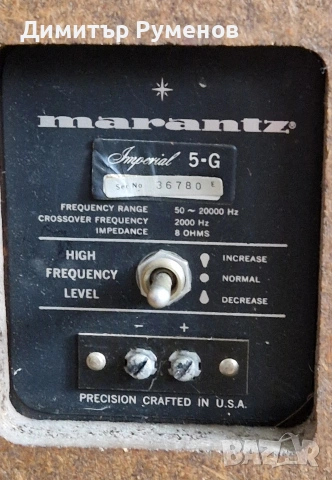 Димитър Руменов
marantz®
Imperial 5-G
Ser. No. 36780 E
FREQUENCY RANGE 50 ~ 20000 Hz
CROSSOVER FREQUENCY 2000 Hz
IMPEDANCE 8 OHMS
HIGH FREQUENCY LEVEL
INCREASE
NORMAL
DECREASE
- +
PRECISION CRAFTED IN U.S.A.
BAZAR